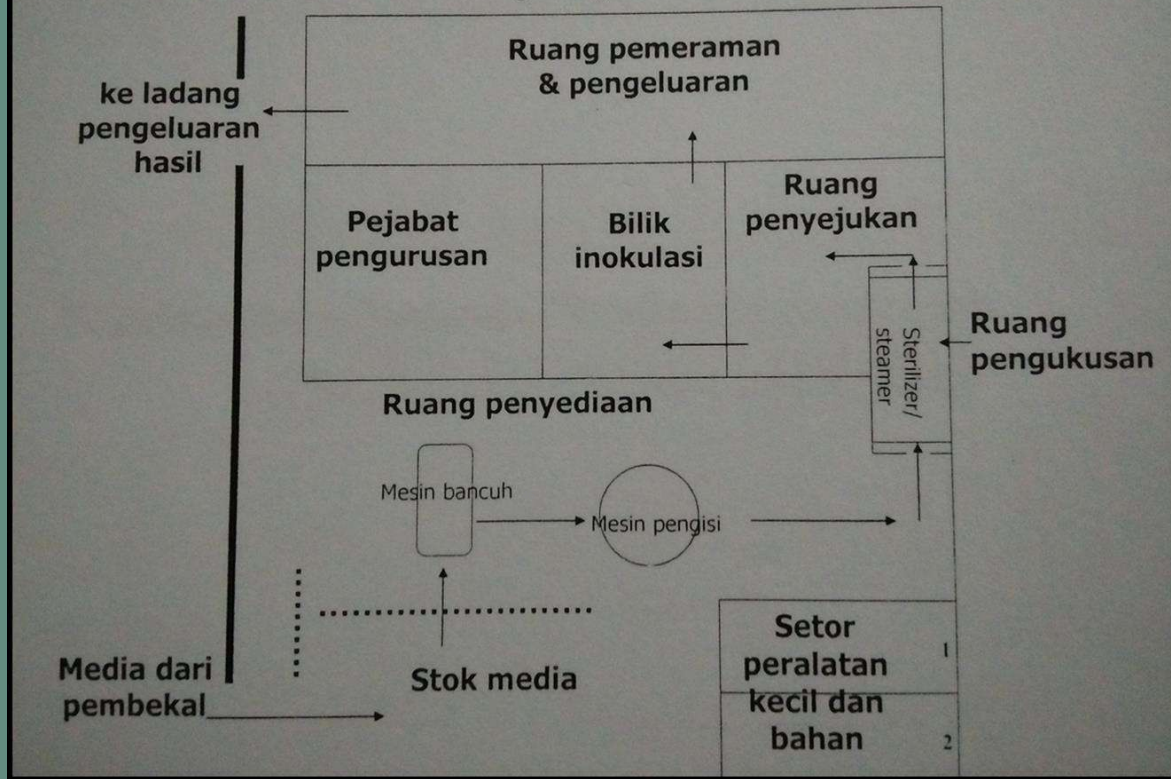 Ruang pemeraman
& pengeluaran
ke ladang
pengeluaran
hasil
Pejabat
pengurusan
Bilik
inokulasi
Ruang
penyejukan
Sterilizer/
steamer
Ruang
pengukusan
Ruang penyediaan
Mesin bancuh
Mesin pengisi
Stok media
Media dari
pembekal
Setor
peralatan
kecil dan
bahan
1
2